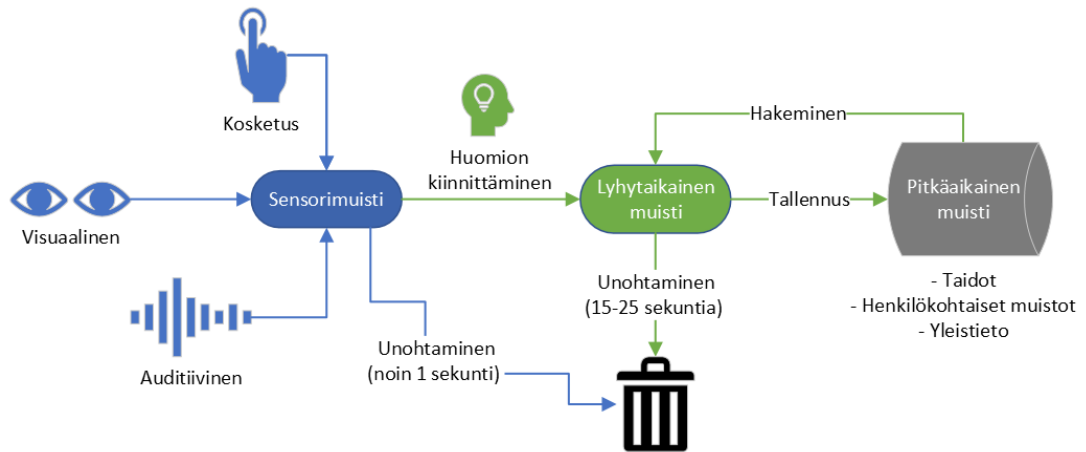 Kosketus
Visuaalinen
Auditiivinen
Sensorimuisti
Huomion
kiinnittäminen
Unohtaminen
(noin 1 sekunti)
Lyhytaikainen
muisti
Hakeminen
Tallennus
Unohtaminen
(15-25 sekuntia)
Pitkäaikainen
muisti
- Taidot
- Henkilökohtaiset muistot
- Yleistieto